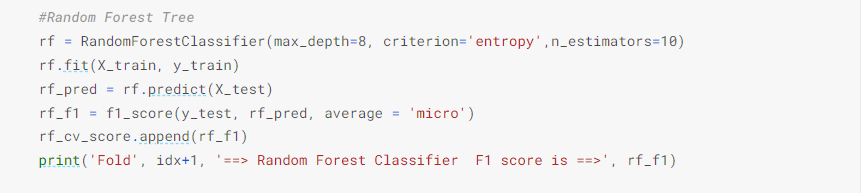 #Random Forest Tree
rf = RandomForestClassifier(max_depth=8, criterion='entropy',n_estimators=10)
rf.fit(X_train, y_train)
rf_pred = rf.predict(X_test)
rf_f1 = f1_score(y_test, rf_pred, average = 'micro')
rf_cv_score.append(rf_f1)
print('Fold', idx+1, '==> Random Forest Classifier  F1 score is ==>', rf_f1)